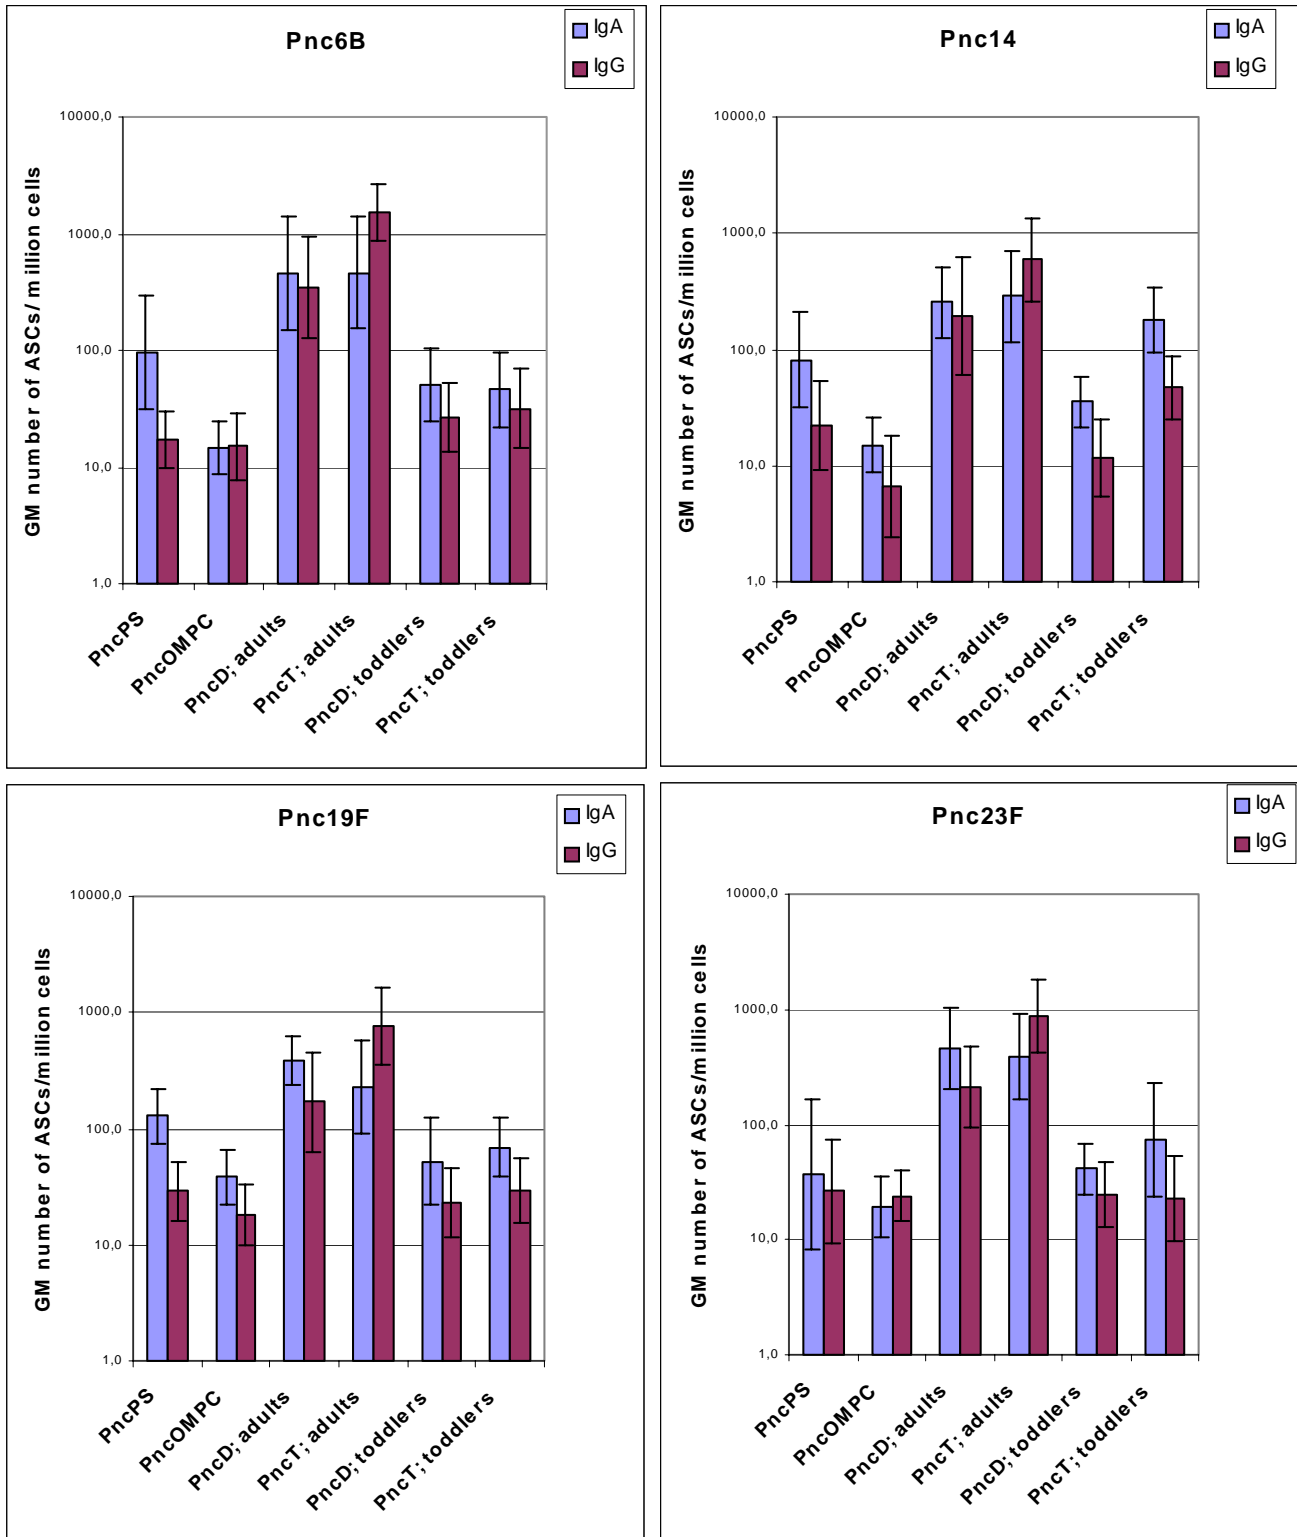 Pnc6B
IgA
IgG
GM number of ASCs/million cells
10000,0
1000,0
100,0
10,0
1,0
PncPS
PncOMPC
PncD; adults
PncT; adults
PncD; toddlers
PncT; toddlers
Pnc14
IgA
IgG
GM number of ASCs/million cells
10000,0
1000,0
100,0
10,0
1,0
PncPS
PncOMPC
PncD; adults
PncT; adults
PncD; toddlers
PncT; toddlers
Pnc19F
IgA
IgG
GM number of ASCs/million cells
10000,0
1000,0
100,0
10,0
1,0
PncPS
PncOMPC
PncD; adults
PncT; adults
PncD; toddlers
PncT; toddlers
Pnc23F
IgA
IgG
GM number of ASCs/million cells
10000,0
1000,0
100,0
10,0
1,0
PncPS
PncOMPC
PncD; adults
PncT; adults
PncD; toddlers
PncT; toddlers